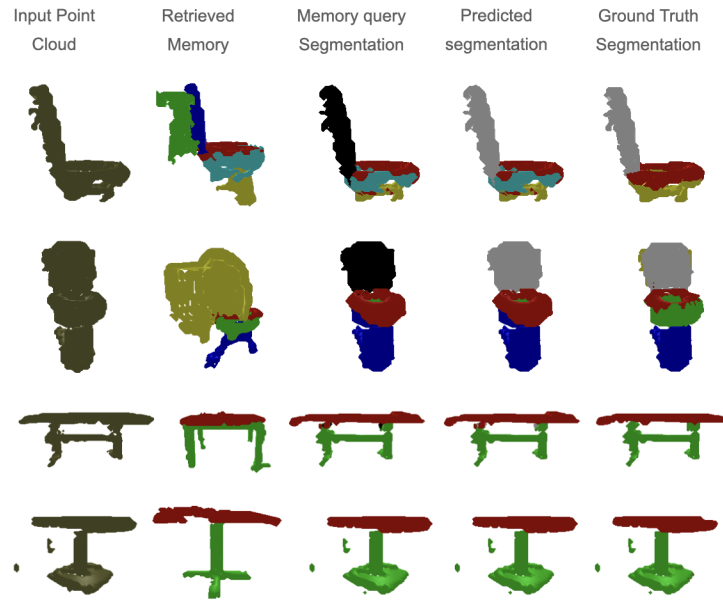 Input Point Cloud
Retrieved Memory
Memory query Segmentation
Predicted segmentation
Ground Truth Segmentation